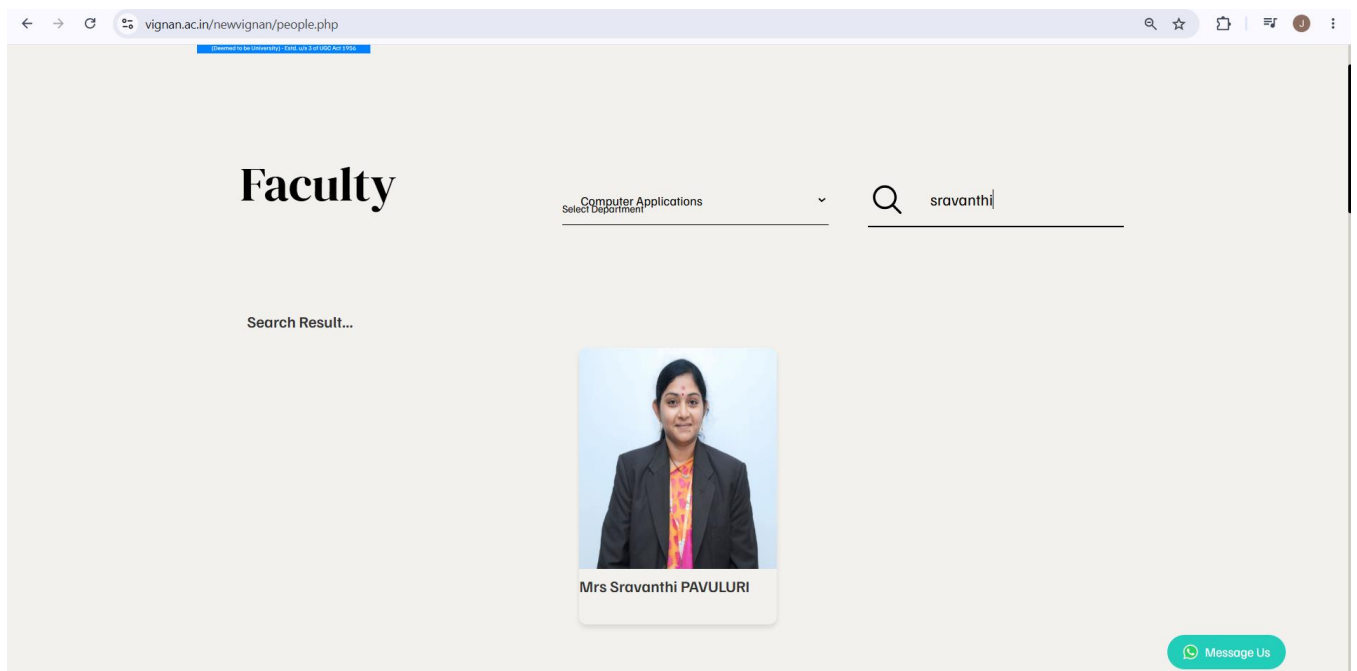 vignan.ac.in/newvignan/people.php
J
(Deemed to be University) - Estd. u/s 3 of UGC Act 1956
Faculty
Computer Applications
Select Department
sravanthi
Search Result...
Mrs Sravanthi PAVULURI
Message Us